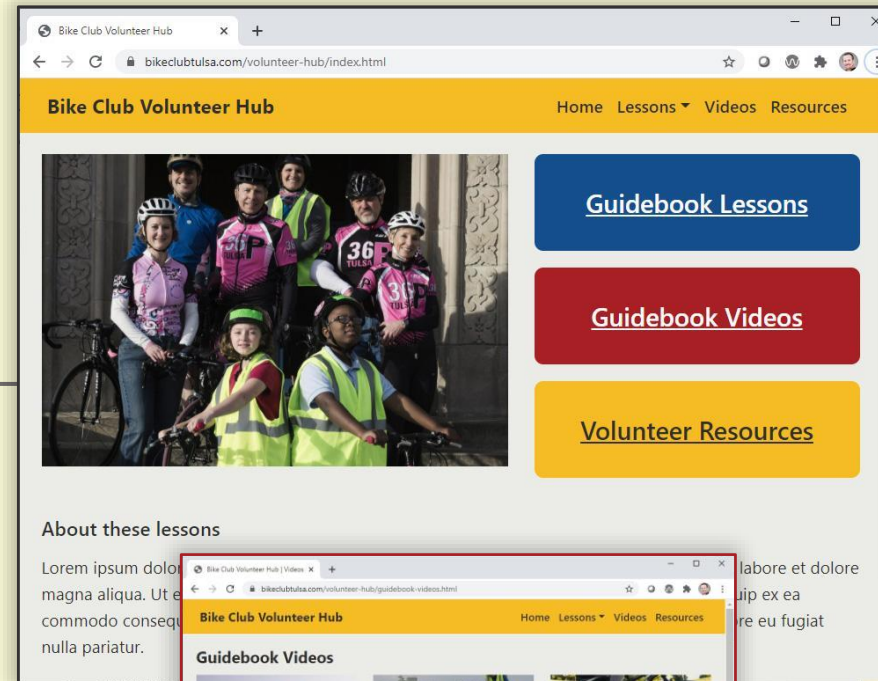 Bike Club Volunteer Hub
bikeclubtulsa.com/volunteer-hub/index.html
Bike Club Volunteer Hub
Home Lessons Videos Resources
36
TULSA
P
36
TULSA
Guidebook Lessons
Guidebook Videos
Volunteer Resources
About these lessons
Lorem ipsum dolor
labore et dolore
magna aliqua. Ut e
uip ex ea
commodo consequ
re eu fugiat
nulla pariatur.
Bike Club Volunteer Hub | Videos
bikeclubtulsa.com/volunteer-hub/guidebook-videos.html
Bike Club Volunteer Hub
Home Lessons Videos Resources
Guidebook Videos